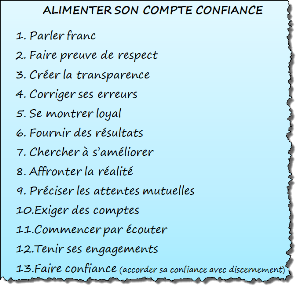 ALIMENTER SON COMPTE CONFIANCE
1. Parler franc
2. Faire preuve de respect
3. Créer la transparence
4. Corriger ses erreurs
5. Se montrer loyal
6. Fournir des résultats
7. Chercher à s'améliorer
8. Affronter la réalité
9. Préciser les attentes mutuelles
10.Exiger des comptes
11.Commencer par écouter
12.Tenir ses engagements
13.Faire confiance (accorder sa confiance avec discernement)